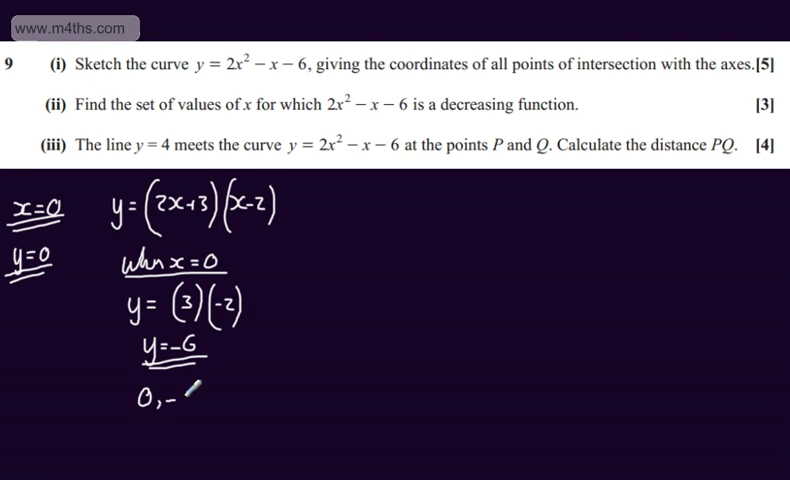 www.m4ths.com
9 (i) Sketch the curve y = 2x² − x − 6, giving the coordinates of all points of intersection with the axes.[5]
(ii) Find the set of values of x for which 2x² − x − 6 is a decreasing function. [3]
(iii) The line y = 4 meets the curve y = 2x² − x − 6 at the points P and Q. Calculate the distance PQ. [4]
x=0 y=(2x+3)(x-2)
y=0 when x=0
y= (3)(-2)
y=-6
0,-